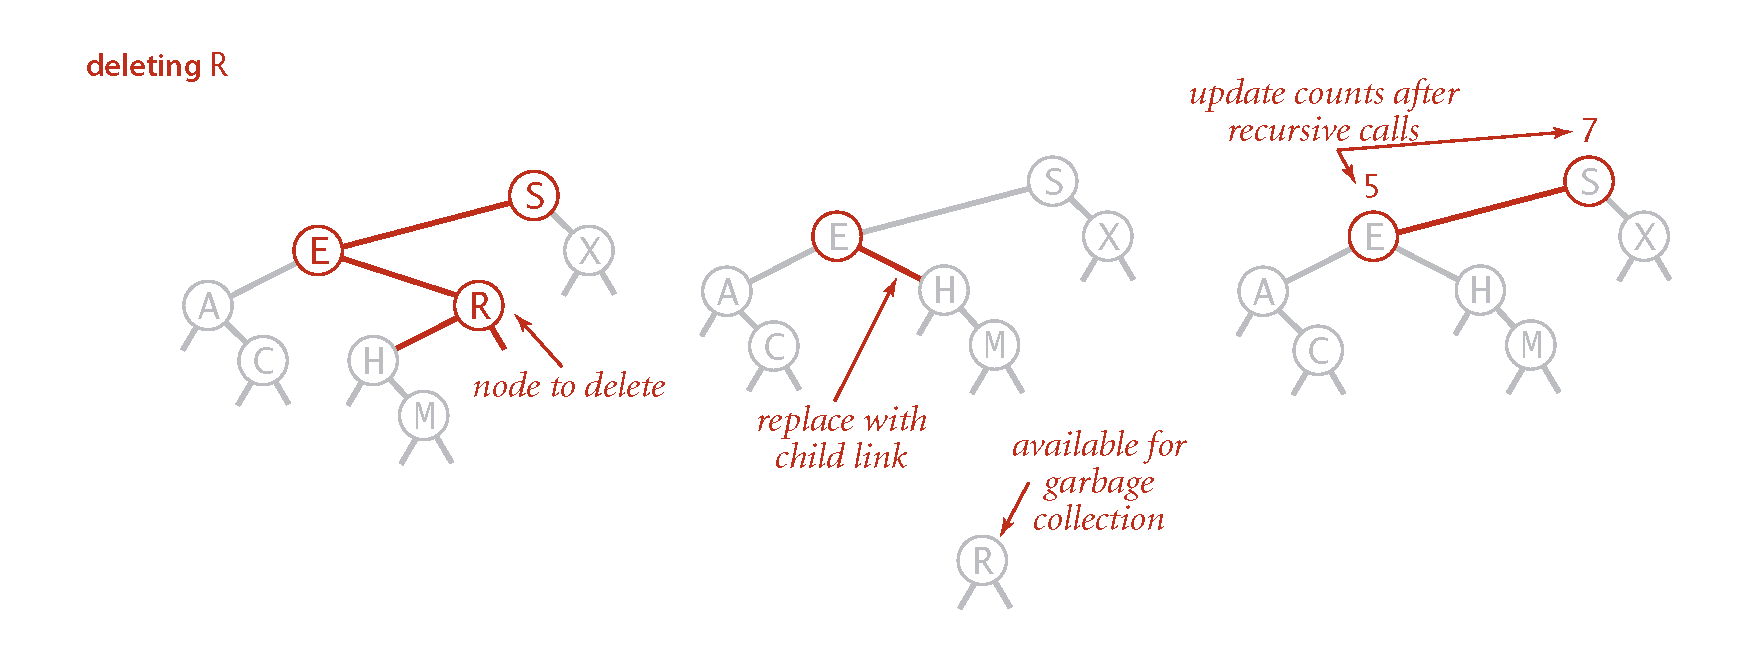 deleting R
S
E
X
A
R
C
H
M
node to delete
S
E
X
A
H
C
M
replace with
child link
available for
garbage
collection
R
update counts after
recursive calls
7
5
S
E
X
A
H
C
M